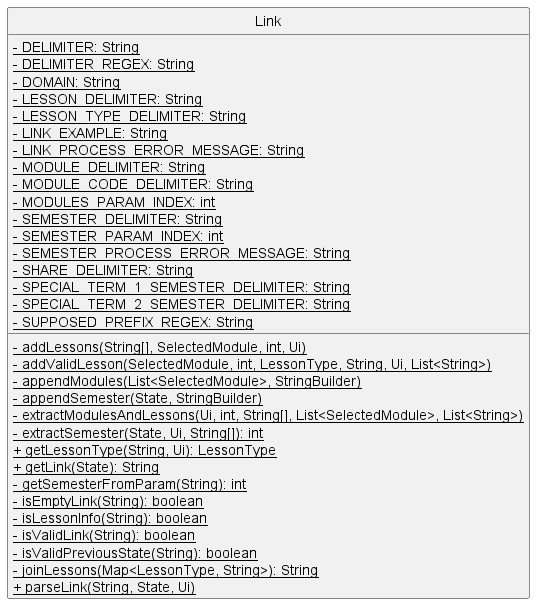 Link
- DELIMITER: String
- DELIMITER_REGEX: String
- DOMAIN: String
- LESSON_DELIMITER: String
- LESSON_TYPE_DELIMITER: String
- LINK_EXAMPLE: String
- LINK_PROCESS_ERROR_MESSAGE: String
- MODULE_DELIMITER: String
- MODULE_CODE_DELIMITER: String
- MODULES_PARAM_INDEX: int
- SEMESTER_DELIMITER: String
- SEMESTER_PARAM_INDEX: int
- SEMESTER_PROCESS_ERROR_MESSAGE: String
- SHARE_DELIMITER: String
- SPECIAL_TERM_1_SEMESTER_DELIMITER: String
- SPECIAL_TERM_2_SEMESTER_DELIMITER: String
- SUPPOSED_PREFIX_REGEX: String
- addLessons(String[], SelectedModule, int, Ui)
- addValidLesson(SelectedModule, int, LessonType, String, Ui, List<String>)
- appendModules(List<SelectedModule>, StringBuilder)
- appendSemester(State, StringBuilder)
- extractModulesAndLessons(Ui, int, String[], List<SelectedModule>, List<String>)
- extractSemester(State, Ui, String[]): int
+ getLessonType(String, Ui): LessonType
+ getLink(State): String
- getSemesterFromParam(String): int
- isEmptyLink(String): boolean
- isLessonInfo(String): boolean
- isValidLink(String): boolean
- isValidPreviousState(String): boolean
- joinLessons(Map<LessonType, String>): String
+ parseLink(String, State, Ui)